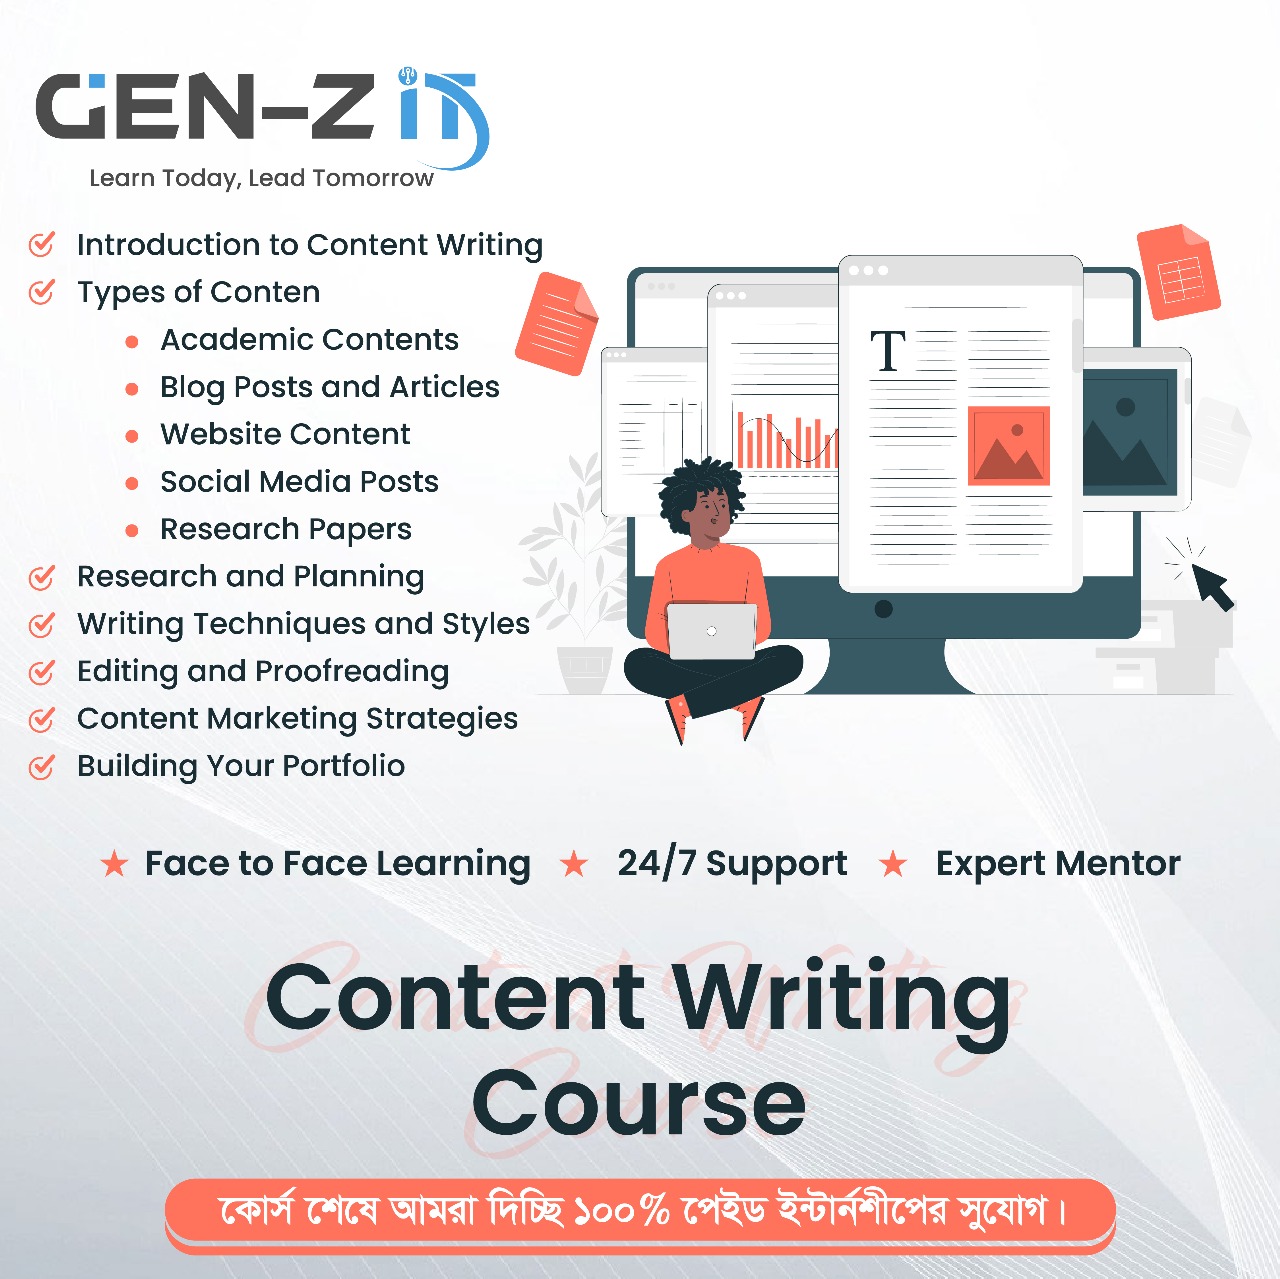 GEN-Z iT
Learn Today, Lead Tomorrow
Introduction to Content Writing
Types of Conten
Academic Contents
Blog Posts and Articles
Website Content
Social Media Posts
Research Papers
Research and Planning
Writing Techniques and Styles
Editing and Proofreading
Content Marketing Strategies
Building Your Portfolio
T
Face to Face Learning ★ 24/7 Support ★ Expert Mentor
Content Writing
Course
কোর্স শেষে আমরা দিচ্ছি ১০০% পেইড ইন্টার্নশীপের সুযোগ।